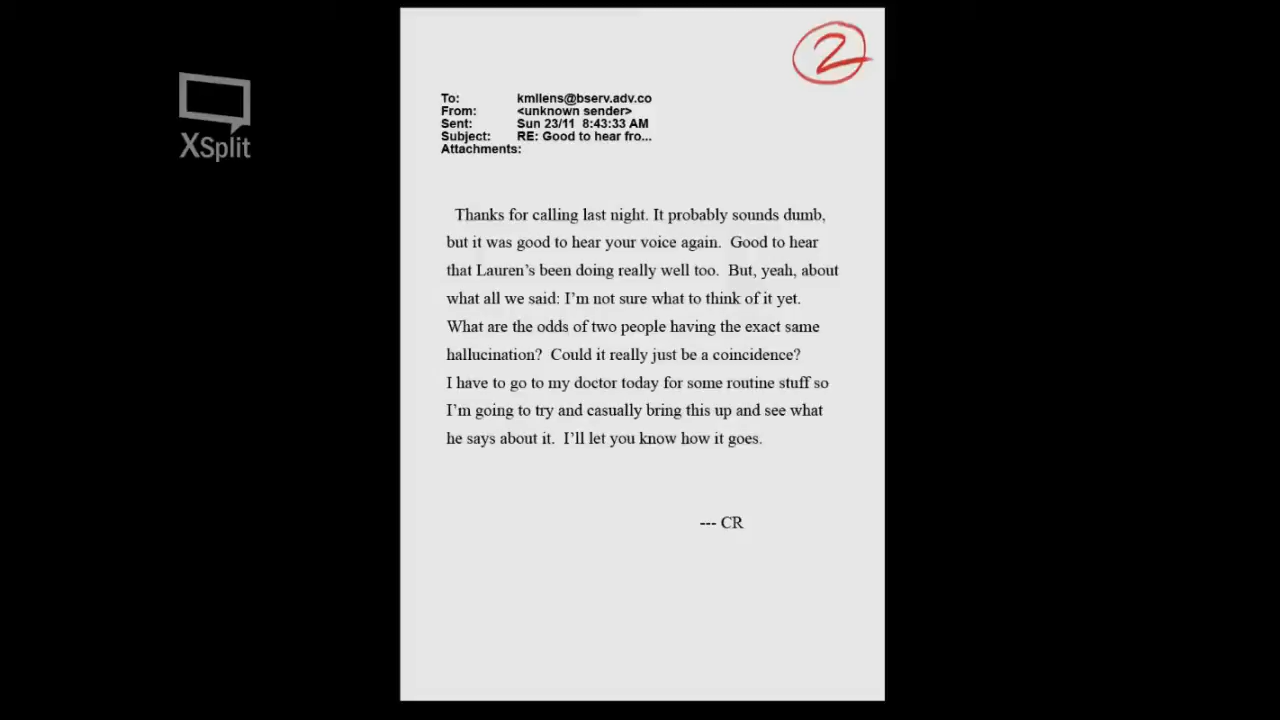 2
XSplit
To: kmllens@bserv.adv.co
From: <unknown sender>
Sent: Sun 23/11 8:43:33 AM
Subject: RE: Good to hear fro...
Attachments:
Thanks for calling last night. It probably sounds dumb,
but it was good to hear your voice again. Good to hear
that Lauren's been doing really well too. But, yeah, about
what all we said: I'm not sure what to think of it yet.
What are the odds of two people having the exact same
hallucination? Could it really just be a coincidence?
I have to go to my doctor today for some routine stuff so
I'm going to try and casually bring this up and see what
he says about it. I'll let you know how it goes.
--- CR